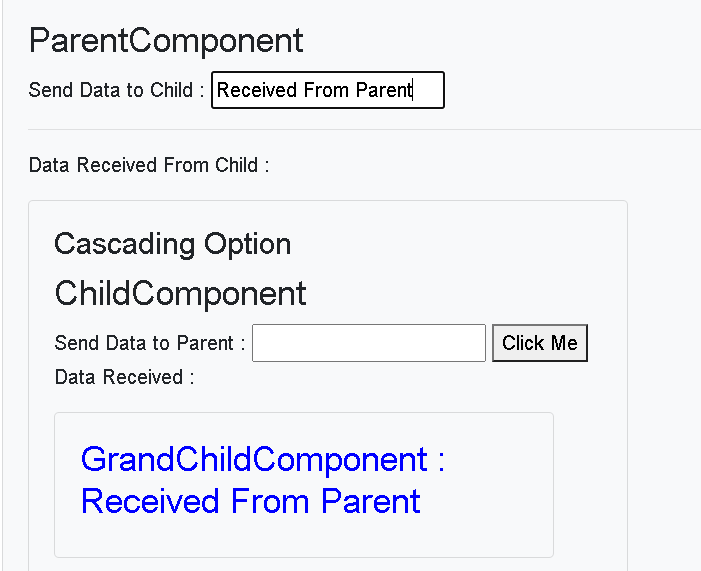 ParentComponent
Send Data to Child : Received From Parent
Data Received From Child :
Cascading Option
ChildComponent
Send Data to Parent : Click Me
Data Received :
GrandChildComponent :
Received From Parent